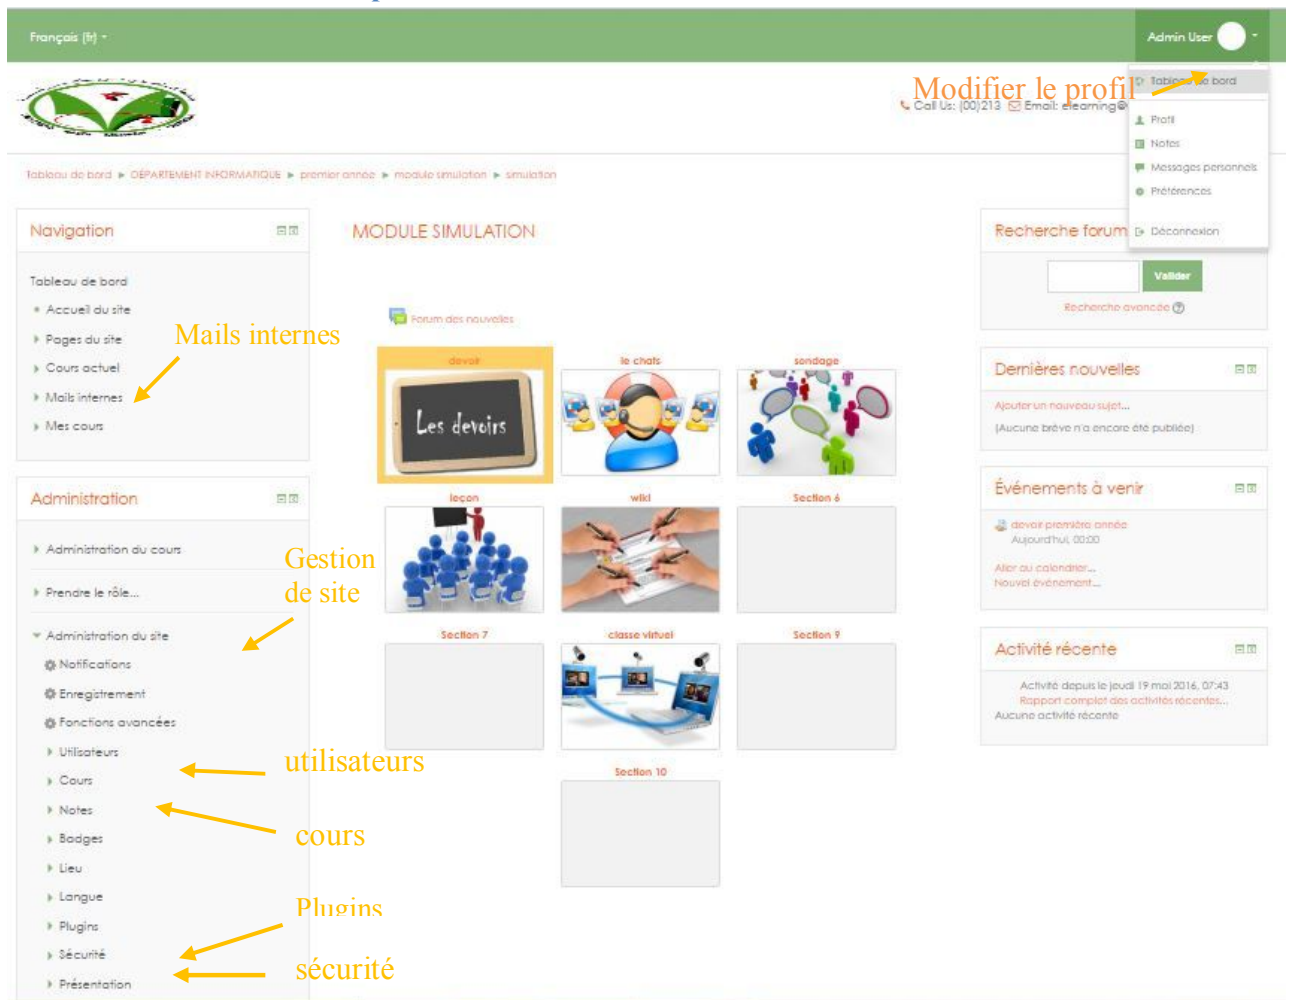 Français (fr)
Admin User
Modifier le profil
Tableau de bord
Call Us: (00)213 Email: elearning@
Profil
Notes
Messages personnels
Préférences
Déconnexion
Tableau de bord ► DÉPARTEMENT INFORMATIQUE ► premier année ► module simulation ► simulation
Navigation
Tableau de bord
Accueil du site
Pages du site
Cours actuel
Mails internes
Mes cours
Mails internes
Administration
Administration du cours
Prendre le rôle...
Administration du site
Notifications
Enregistrement
Fonctions avancées
Utilisateurs
Cours
Notes
Badges
Lieu
Langue
Plugins
Sécurité
Présentation
Gestion
de site
utilisateurs
cours
Plugins
sécurité
MODULE SIMULATION
Forum des nouvelles
devoir
le chats
sondage
Les devoirs
leçon
wiki
Section 6
Section 7
classe virtuel
Section 9
Section 10
Recherche forum
Valider
Recherche avancée
Dernières nouvelles
Ajouter un nouveau sujet...
(Aucune brève n'a encore été publiée)
Événements à venir
devoir première année
Aujourd'hui, 00:00
Aller au calendrier...
Nouvel événement...
Activité récente
Activité depuis le jeudi 19 mai 2016, 07:43
Rapport complet des activités récentes...
Aucune activité récente